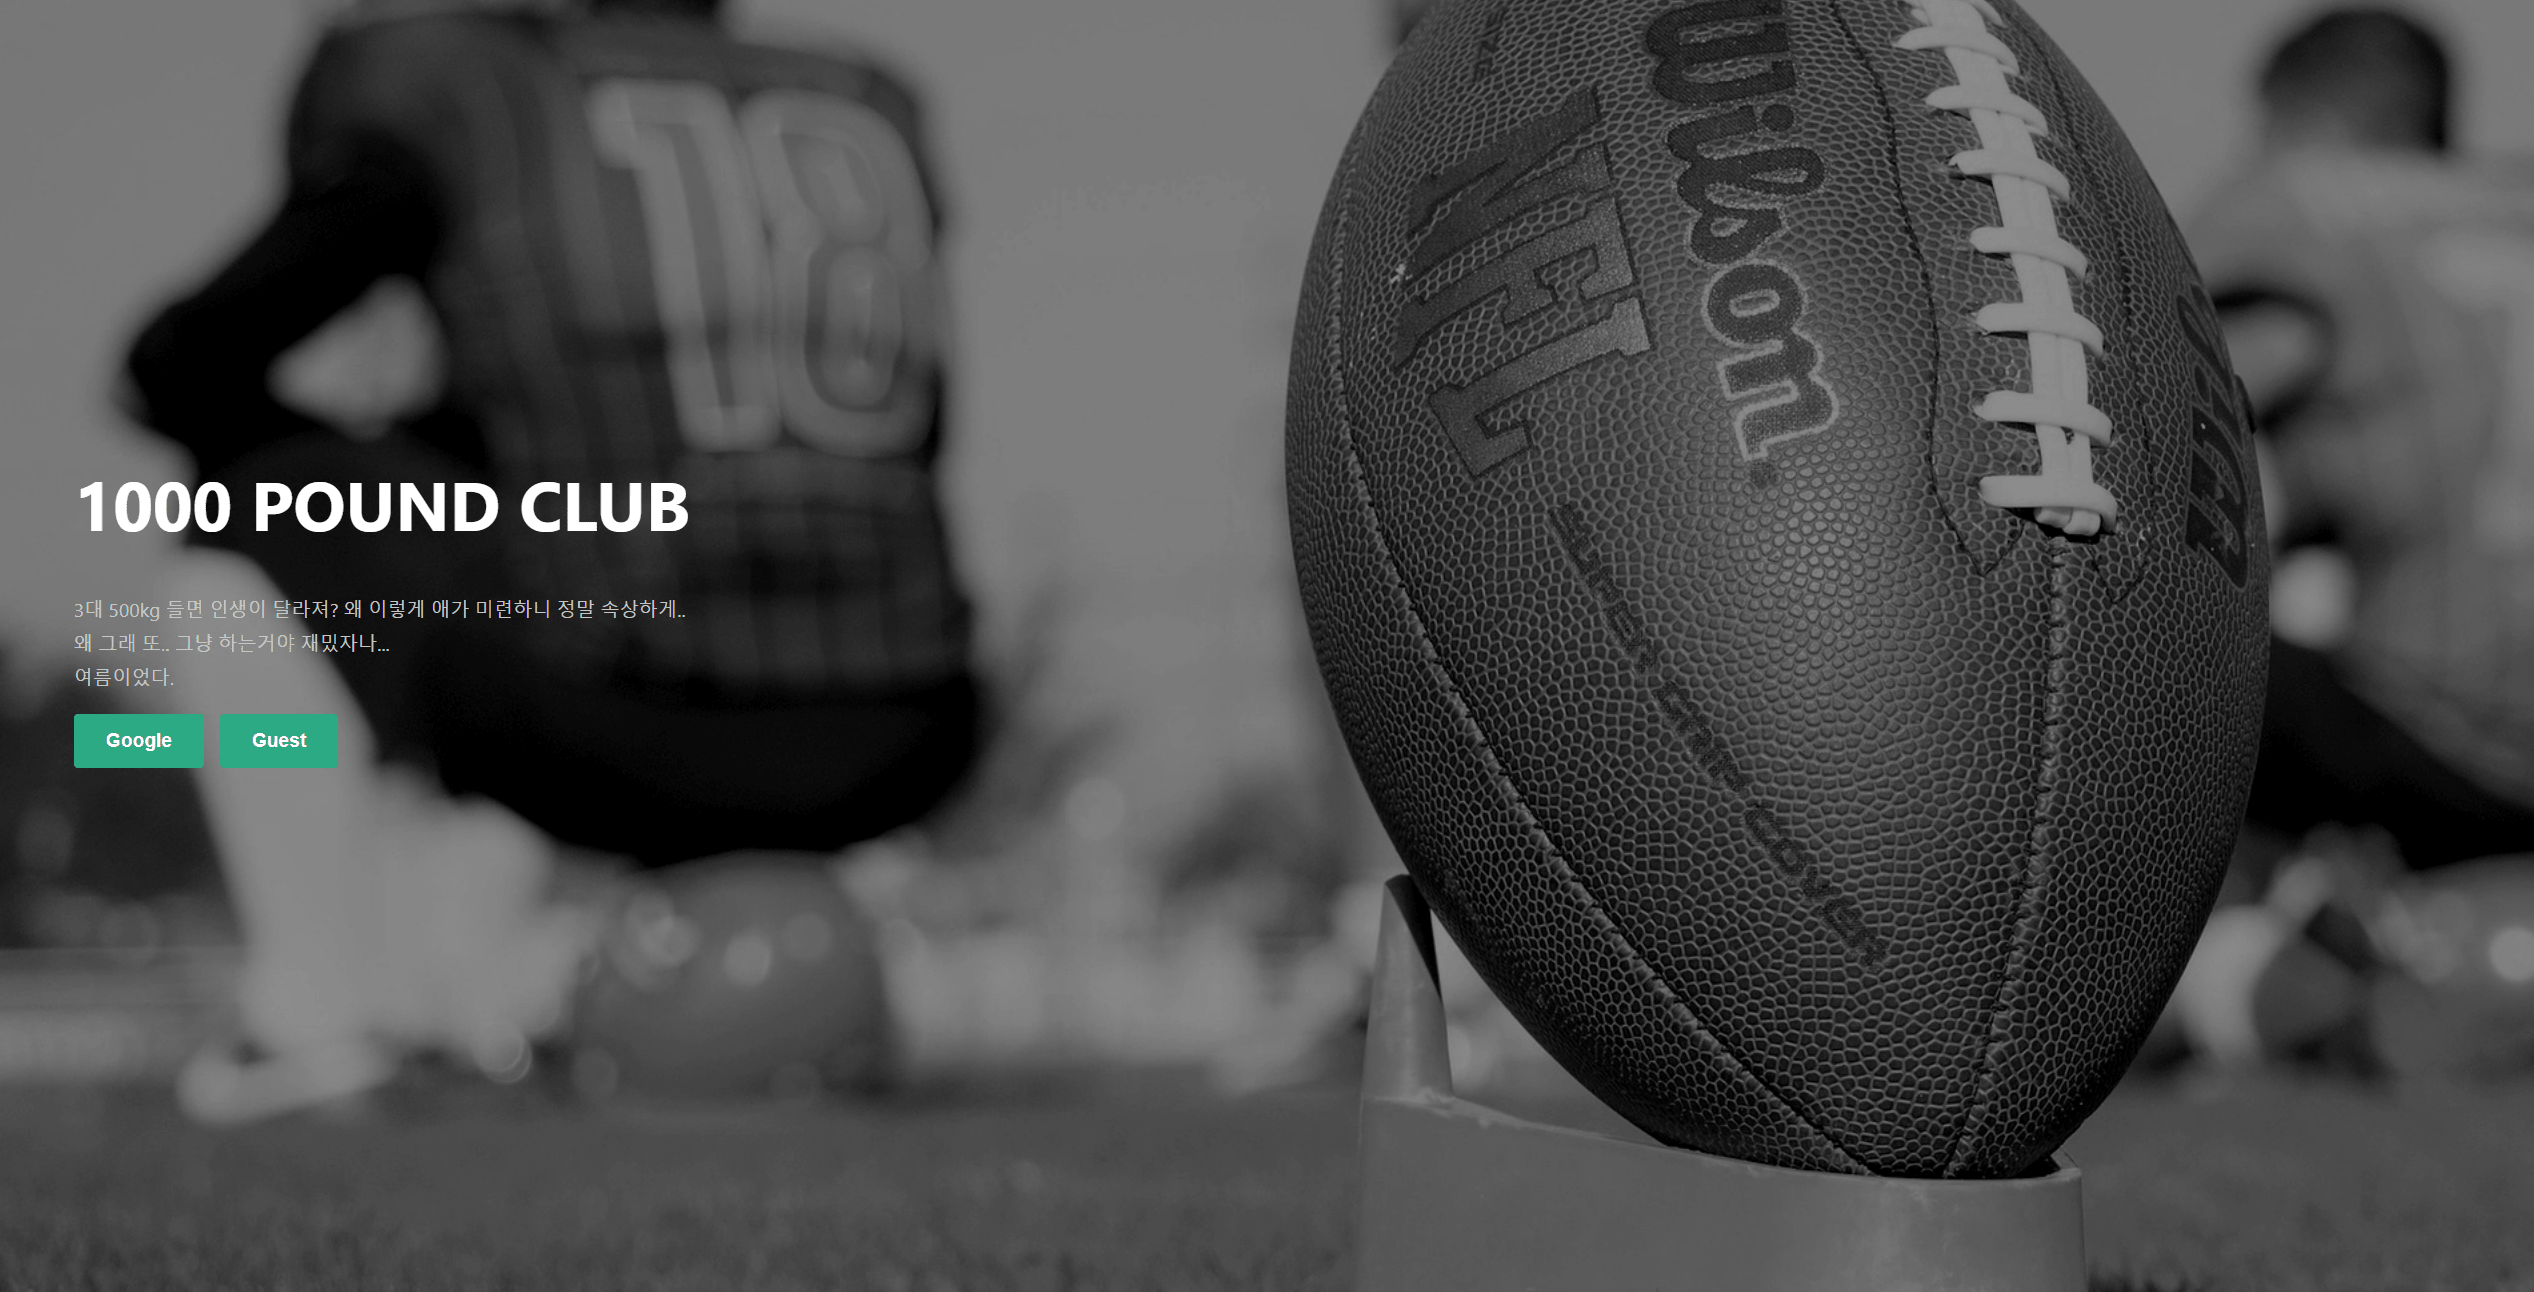 18
Wilson
NFL
SUPER GRIP COVER
1000 POUND CLUB
3대 500kg 들면 인생이 달라져? 왜 이렇게 애가 미련하니 정말 속상하게..
왜 그래 또.. 그냥 하는거야 재밌자나...
여름이었다.
Google
Guest